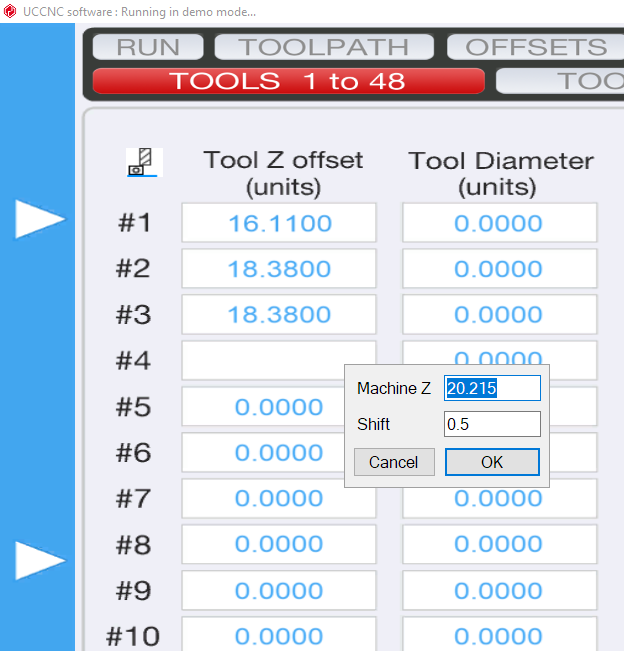 UCCNC software : Running in demo mode...
RUN TOOLPATH OFFSETS
TOOLS 1 to 48 TOO
Tool Z offset Tool Diameter
(units) (units)
#1 16.1100 0.0000
#2 18.3800 0.0000
#3 18.3800 0.0000
#4 0.0000
Machine Z 20.215
#5 0.0000
Shift 0.5
#6 0.0000
Cancel OK
#7 0.0000 0.0000
#8 0.0000 0.0000
#9 0.0000 0.0000
#10 0.0000 0.0000